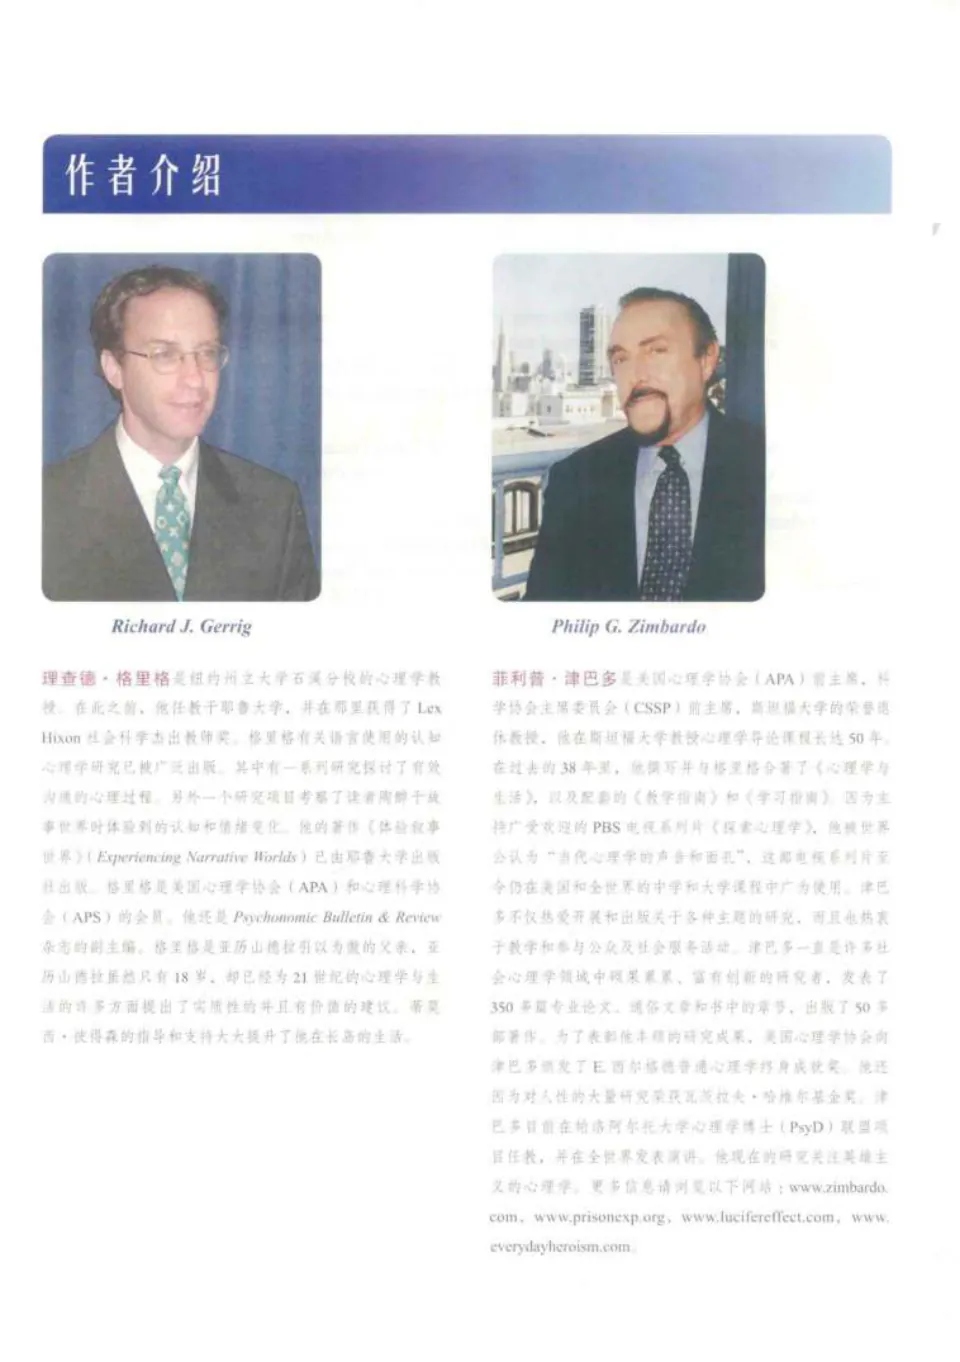 作者介绍
Richard J. Gerrig
理查德·格里格是纽约州立大学石溪分校的心理学教
授。在此之前，他任教于耶鲁大学，并在那里获得了 Lex
Hixon 社会科学杰出教师奖。格里格有关语言使用的认知
心理学研究已被广泛出版。其中有一系列研究探讨了有效
沟通的心理过程。另外一个研究项目考察了读者陶醉于故
事世界时体验到的认知和情绪变化。他的著作《体验叙事
世界》（Experiencing Narrative Worlds）已由耶鲁大学出版
社出版。格里格是美国心理学协会（APA）和心理科学协
会（APS）的会员。他还是 Psychonomic Bulletin & Review
杂志的副主编。格里格是亚历山德拉引以为傲的父亲，亚
历山德拉虽然只有 18 岁，却已经为 21 世纪的心理学与生
活的许多方面提出了实质性的并且有价值的建议。蒂莫
西·彼得森的指导和支持大大提升了他在长岛的生活。
Philip G. Zimbardo
菲利普·津巴多是美国心理学协会（APA）前主席，科
学协会主席委员会（CSSP）前主席，斯坦福大学的荣誉退
休教授，他在斯坦福大学教授心理学导论课程长达 50 年。
在过去的 38 年里，他撰写并与格里格合著了《心理学与
生活》，以及配套的《教学指南》和《学习指南》。因为主
持广受欢迎的 PBS 电视系列片《探索心理学》，他被世界
公认为“当代心理学的声音和面孔”，这部电视系列片至
今仍在美国和全世界的中学和大学课程中广为使用。津巴
多不仅热爱开展和出版关于各种主题的研究，而且也热衷
于教学和参与公众及社会服务活动。津巴多一直是许多社
会心理学领域中硕果累累、富有创新的研究者，发表了
350 多篇专业论文、通俗文章和书中的章节，出版了 50 多
部著作。为了表彰他丰硕的研究成果，美国心理学协会向
津巴多颁发了 E. 西尔格德普通心理学终身成就奖。他还
因为对人性的大量研究荣获瓦茨拉夫·哈维尔基金奖。津
巴多目前在帕洛阿尔托大学心理学博士（PsyD）联盟项
目任教，并在全世界发表演讲。他现在的研究关注英雄主
义的心理学。更多信息请浏览以下网站：www.zimbardo.
com，www.prisonexp.org，www.lucifereffect.com，www.
everydayheroism.com。